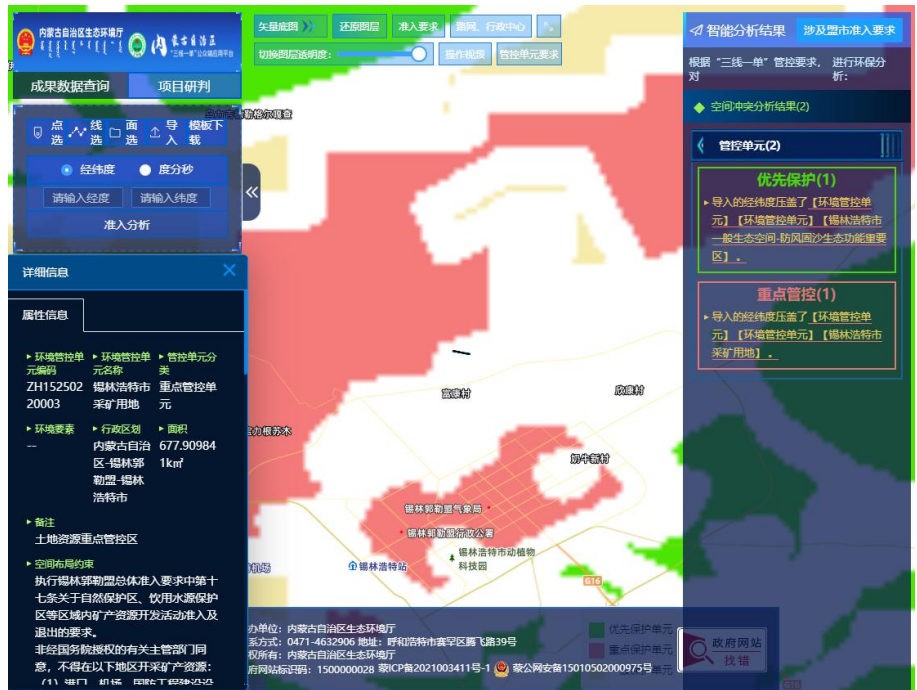 内蒙古自治区生态环境厅
内蒙古自治区
"三线一单"公众端应用平台
成果数据查询
项目研判
点选
线选
面选
导入
模板下载
经纬度
度分秒
请输入经度
请输入纬度
准入分析
矢量底图
还原图层
准入要求
路网、行政中心
切换图层透明度:
操作视频
管控单元要求
详细信息
属性信息
环境管控单元编码
ZH15250220003
环境管控单元名称
锡林浩特市采矿用地
管控单元分类
重点管控单元
环境要素
--
行政区划
内蒙古自治区-锡林郭勒盟-锡林浩特市
面积
677.909841k㎡
备注
土地资源重点管控区
空间布局约束
执行锡林郭勒盟总体准入要求中第十
七条关于自然保护区、饮用水源保护
区等区域内矿产资源开发活动准入及
退出的要求。
非经国务院授权的有关主管部门同
意，不得在以下地区开采矿产资源：
(1) 港口、机场、国防工程建设设
勒格尔嘎查
富康村
欣康村
力根苏木
奶牛新村
锡林郭勒盟气象局
锡林郭勒盟行政公署
锡林浩特站
锡林浩特市动植物
科技园
机场
G16
智能分析结果
涉及盟市准入要求
根据"三线一单"管控要求，对
进行环保分析:
空间冲突分析结果(2)
管控单元(2)
优先保护(1)
导入的经纬度压盖了【环境管控单
元】【环境管控单元】【锡林浩特市
一般生态空间-防风固沙生态功能重要
区】。
重点管控(1)
导入的经纬度压盖了【环境管控单
元】【环境管控单元】【锡林浩特市
采矿用地】。
办单位：内蒙古自治区生态环境厅
系方式：0471-4632906 地址：呼和浩特市赛罕区腾飞路39号
权所有：内蒙古自治区生态环境厅
府网站标识码：1500000028 蒙ICP备2021003411号-1 蒙公网安备15010502000975号
优先保护单元
重点管控单元
单元
政府网站
找错
G16